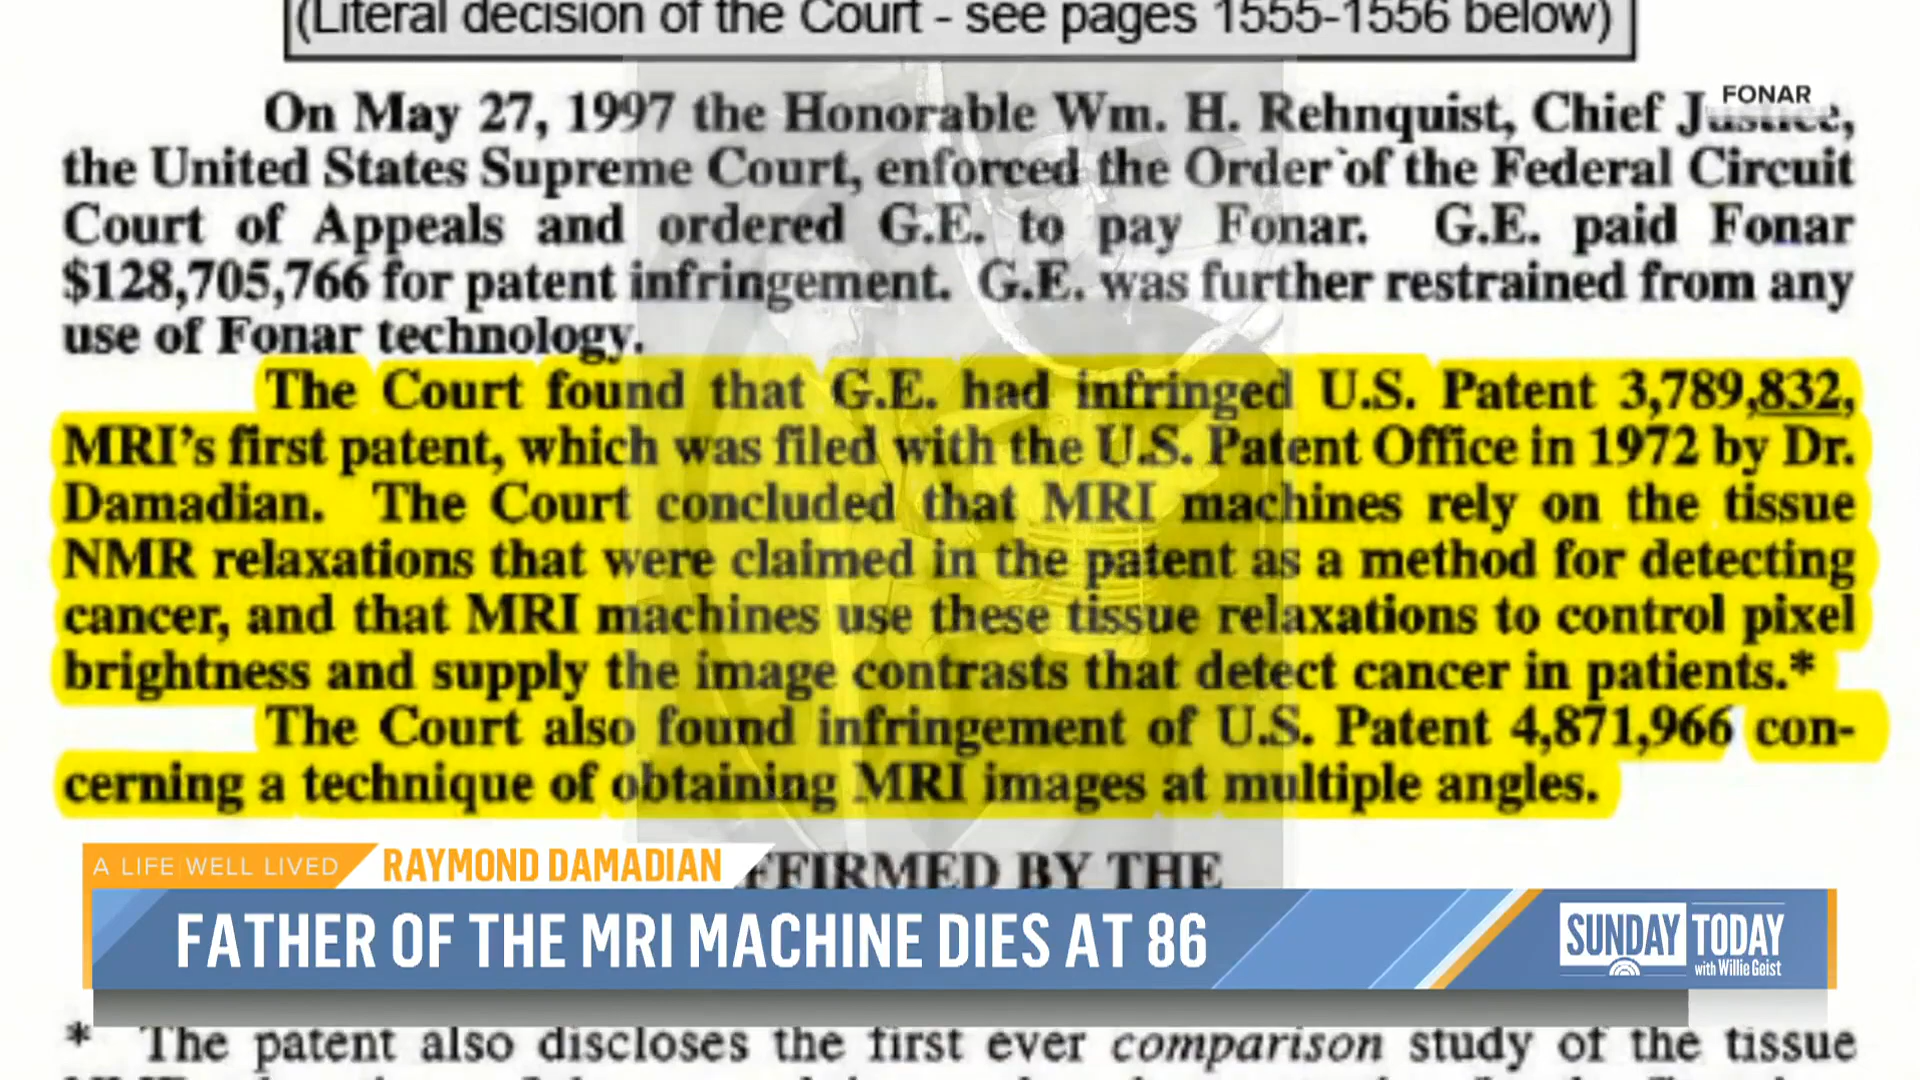 (Literal decision of the Court - see pages 1555-1556 below)
FONAR
On May 27, 1997 the Honorable Wm. H. Rehnquist, Chief Justice,
the United States Supreme Court, enforced the Order of the Federal Circuit
Court of Appeals and ordered G.E. to pay Fonar. G.E. paid Fonar
$128,705,766 for patent infringement. G.E. was further restrained from any
use of Fonar technology.
The Court found that G.E. had infringed U.S. Patent 3,789,832,
MRI's first patent, which was filed with the U.S. Patent Office in 1972 by Dr.
Damadian. The Court concluded that MRI machines rely on the tissue
NMR relaxations that were claimed in the patent as a method for detecting
cancer, and that MRI machines use these tissue relaxations to control pixel
brightness and supply the image contrasts that detect cancer in patients.*
The Court also found infringement of U.S. Patent 4,871,966 con-
cerning a technique of obtaining MRI images at multiple angles.
BY THE
A LIFE WELL LIVED RAYMOND DAMADIAN
FATHER OF THE MRI MACHINE DIES AT 86
SUNDAY TODAY
with Willie Geist
* The patent also discloses the first ever comparison study of the tissue